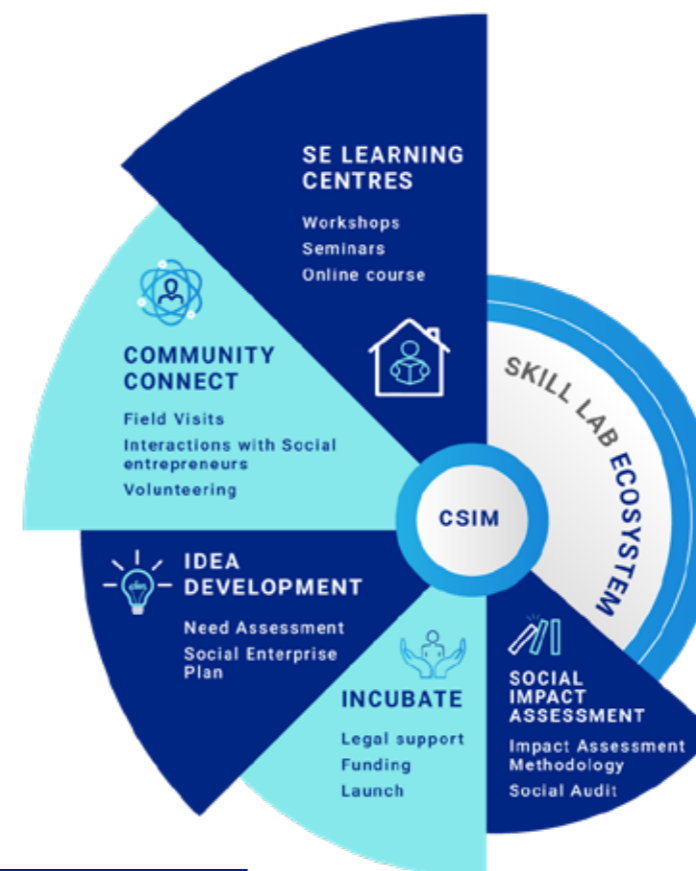 SE LEARNING
CENTRES
Workshops
Seminars
Online course
SKILL LAB ECOSYSTEM
COMMUNITY
CONNECT
Field Visits
Interactions with Social
entrepreneurs
Volunteering
CSIM
IDEA
DEVELOPMENT
Need Assessment
Social Enterprise
Plan
INCUBATE
Legal support
Funding
Launch
SOCIAL
IMPACT
ASSESSMENT
Impact Assessment
Methodology
Social Audit